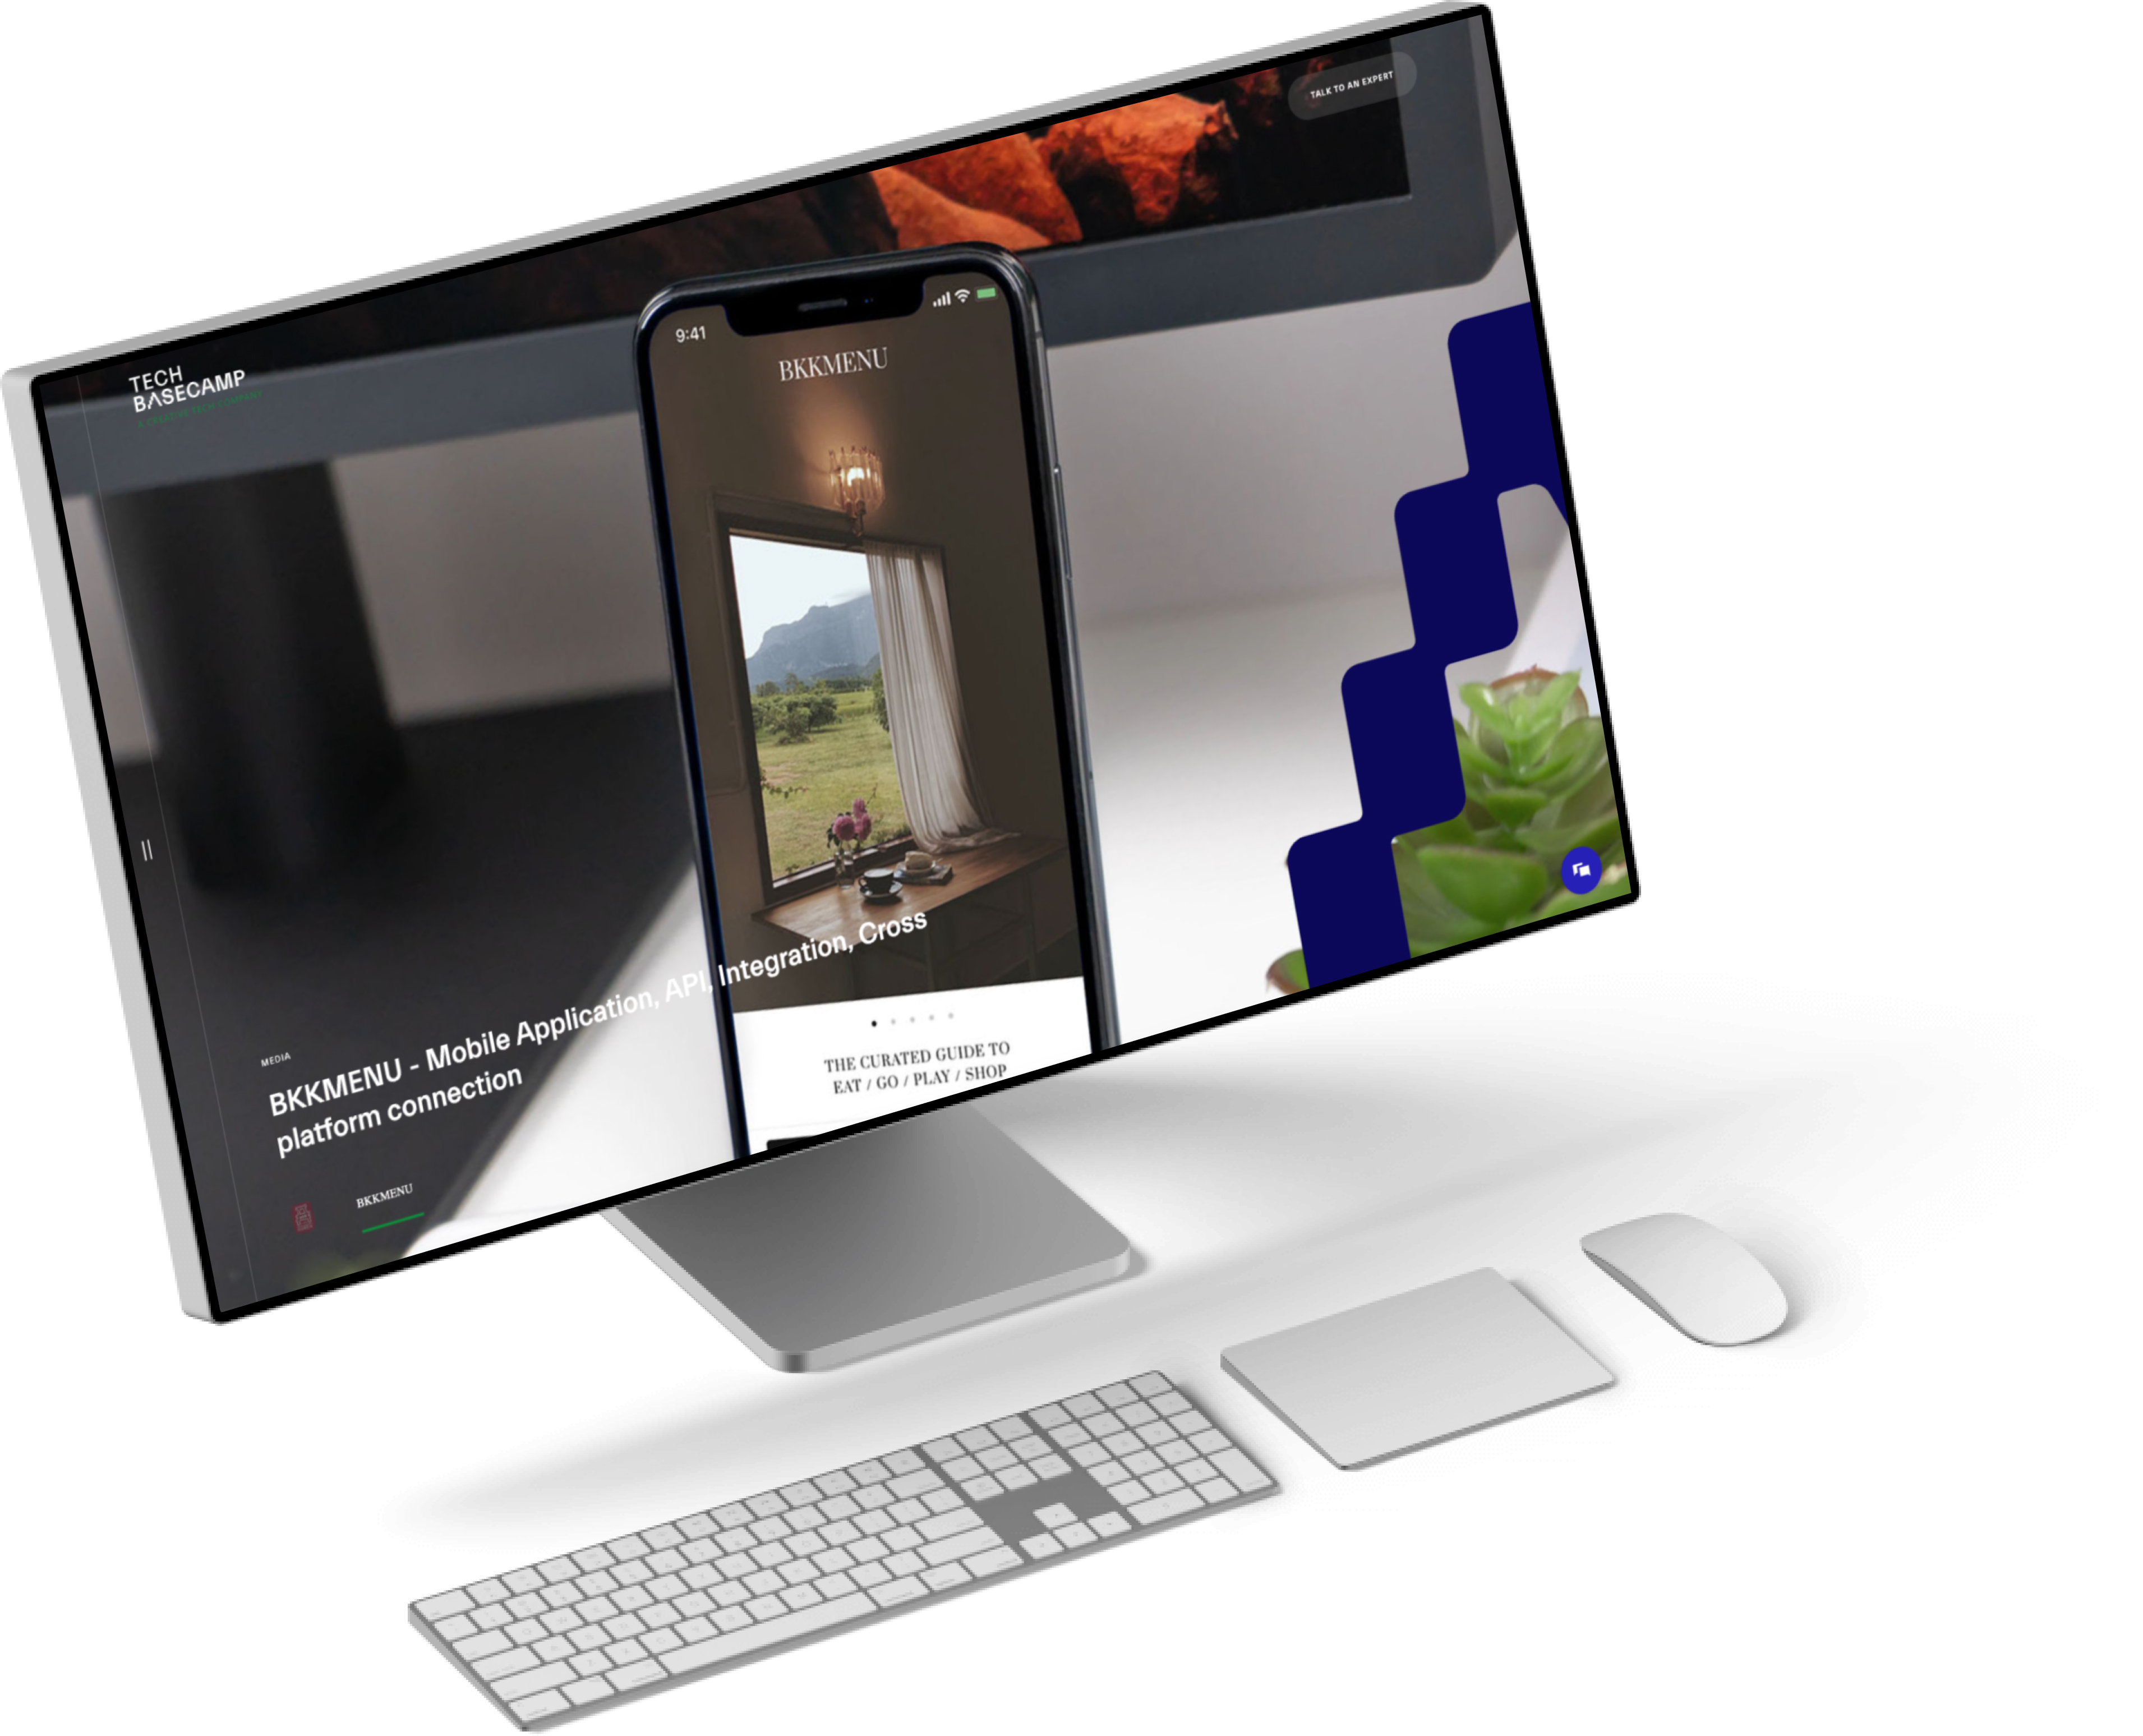 TALK TO AN EXPERT
TECH
BASECAMP
9:41
BKKMENU
MEDIA
BKKMENU - Mobile Application, API, Integration, Cross
platform connection
THE CURATED GUIDE TO
EAT / GO / PLAY / SHOP
BKKMENU